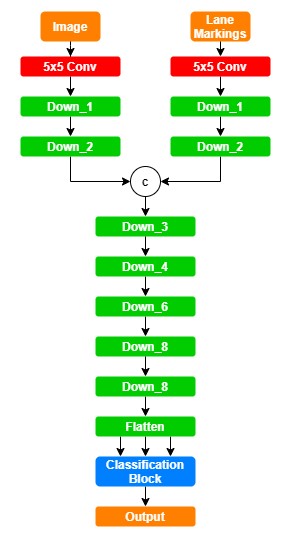 Image
Lane
Markings
5x5 Conv
5x5 Conv
Down_1
Down_1
Down_2
Down_2
c
Down_3
Down_4
Down_6
Down_8
Down_8
Flatten
Classification
Block
Output